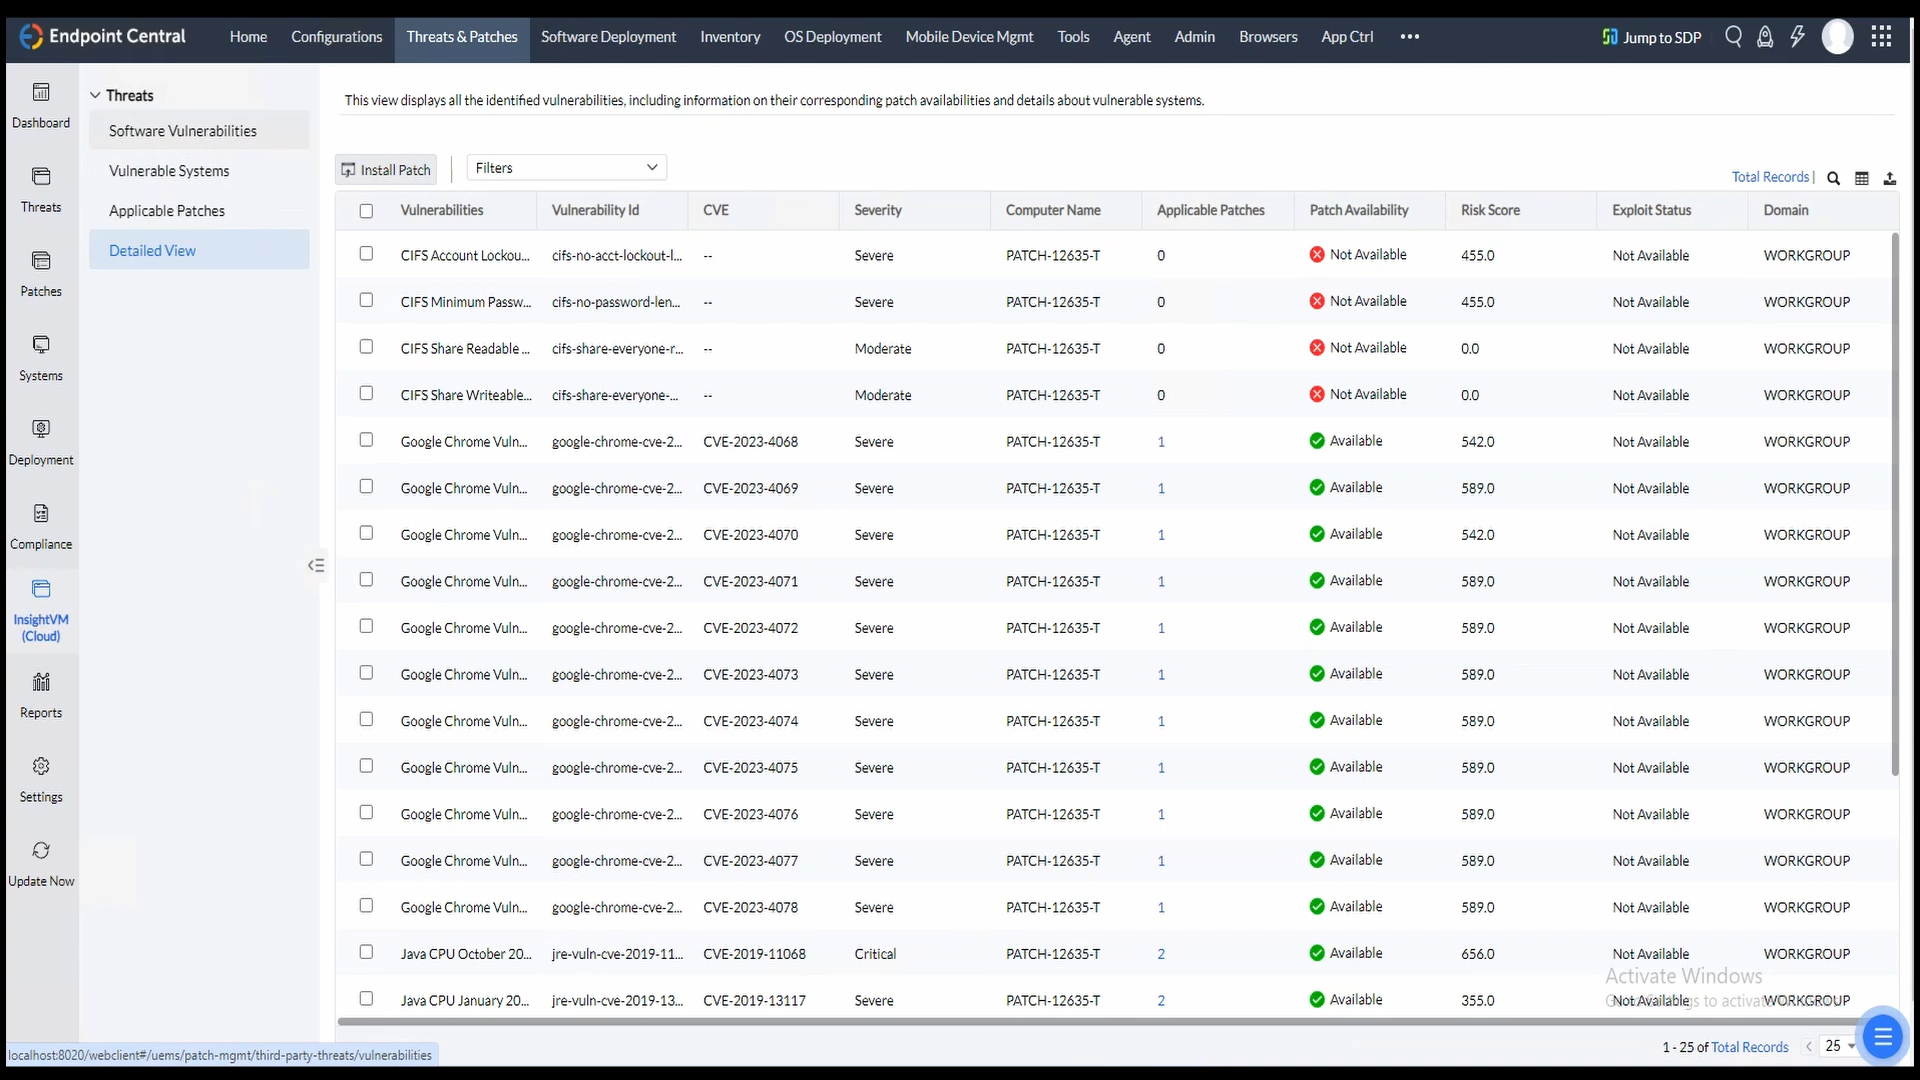 Endpoint Central Home Configurations Threats & Patches Software Deployment Inventory OS Deployment Mobile Device Mgmt Tools Agent Admin Browsers App Ctrl ••• Jump to SDP
Dashboard
Threats
Patches
Systems
Deployment
Compliance
InsightVM
(Cloud)
Reports
Settings
Update Now
Threats
Software Vulnerabilities
Vulnerable Systems
Applicable Patches
Detailed View
This view displays all the identified vulnerabilities, including information on their corresponding patch availabilities and details about vulnerable systems.
Install Patch | Filters
Total Records |
Vulnerabilities Vulnerability Id CVE Severity Computer Name Applicable Patches Patch Availability Risk Score Exploit Status Domain
CIFS Account Lockou... cifs-no-acct-lockout-l... -- Severe PATCH-12635-T 0 Not Available 455.0 Not Available WORKGROUP
CIFS Minimum Passw... cifs-no-password-len... -- Severe PATCH-12635-T 0 Not Available 455.0 Not Available WORKGROUP
CIFS Share Readable ... cifs-share-everyone-r... -- Moderate PATCH-12635-T 0 Not Available 0.0 Not Available WORKGROUP
CIFS Share Writeable... cifs-share-everyone-... -- Moderate PATCH-12635-T 0 Not Available 0.0 Not Available WORKGROUP
Google Chrome Vuln... google-chrome-cve-2... CVE-2023-4068 Severe PATCH-12635-T 1 Available 542.0 Not Available WORKGROUP
Google Chrome Vuln... google-chrome-cve-2... CVE-2023-4069 Severe PATCH-12635-T 1 Available 589.0 Not Available WORKGROUP
Google Chrome Vuln... google-chrome-cve-2... CVE-2023-4070 Severe PATCH-12635-T 1 Available 542.0 Not Available WORKGROUP
Google Chrome Vuln... google-chrome-cve-2... CVE-2023-4071 Severe PATCH-12635-T 1 Available 589.0 Not Available WORKGROUP
Google Chrome Vuln... google-chrome-cve-2... CVE-2023-4072 Severe PATCH-12635-T 1 Available 589.0 Not Available WORKGROUP
Google Chrome Vuln... google-chrome-cve-2... CVE-2023-4073 Severe PATCH-12635-T 1 Available 589.0 Not Available WORKGROUP
Google Chrome Vuln... google-chrome-cve-2... CVE-2023-4074 Severe PATCH-12635-T 1 Available 589.0 Not Available WORKGROUP
Google Chrome Vuln... google-chrome-cve-2... CVE-2023-4075 Severe PATCH-12635-T 1 Available 589.0 Not Available WORKGROUP
Google Chrome Vuln... google-chrome-cve-2... CVE-2023-4076 Severe PATCH-12635-T 1 Available 589.0 Not Available WORKGROUP
Google Chrome Vuln... google-chrome-cve-2... CVE-2023-4077 Severe PATCH-12635-T 1 Available 589.0 Not Available WORKGROUP
Google Chrome Vuln... google-chrome-cve-2... CVE-2023-4078 Severe PATCH-12635-T 1 Available 589.0 Not Available WORKGROUP
Java CPU October 20... jre-vuln-cve-2019-11... CVE-2019-11068 Critical PATCH-12635-T 2 Available 656.0 Not Available WORKGROUP
Activate Windows
Java CPU January 20... jre-vuln-cve-2019-13... CVE-2019-13117 Severe PATCH-12635-T 2 Available 355.0 Not Available WORKGROUP
1 - 25 of Total Records < 25
localhost:8020/webclient#/uems/patch-mgmt/third-party-threats/vulnerabilities